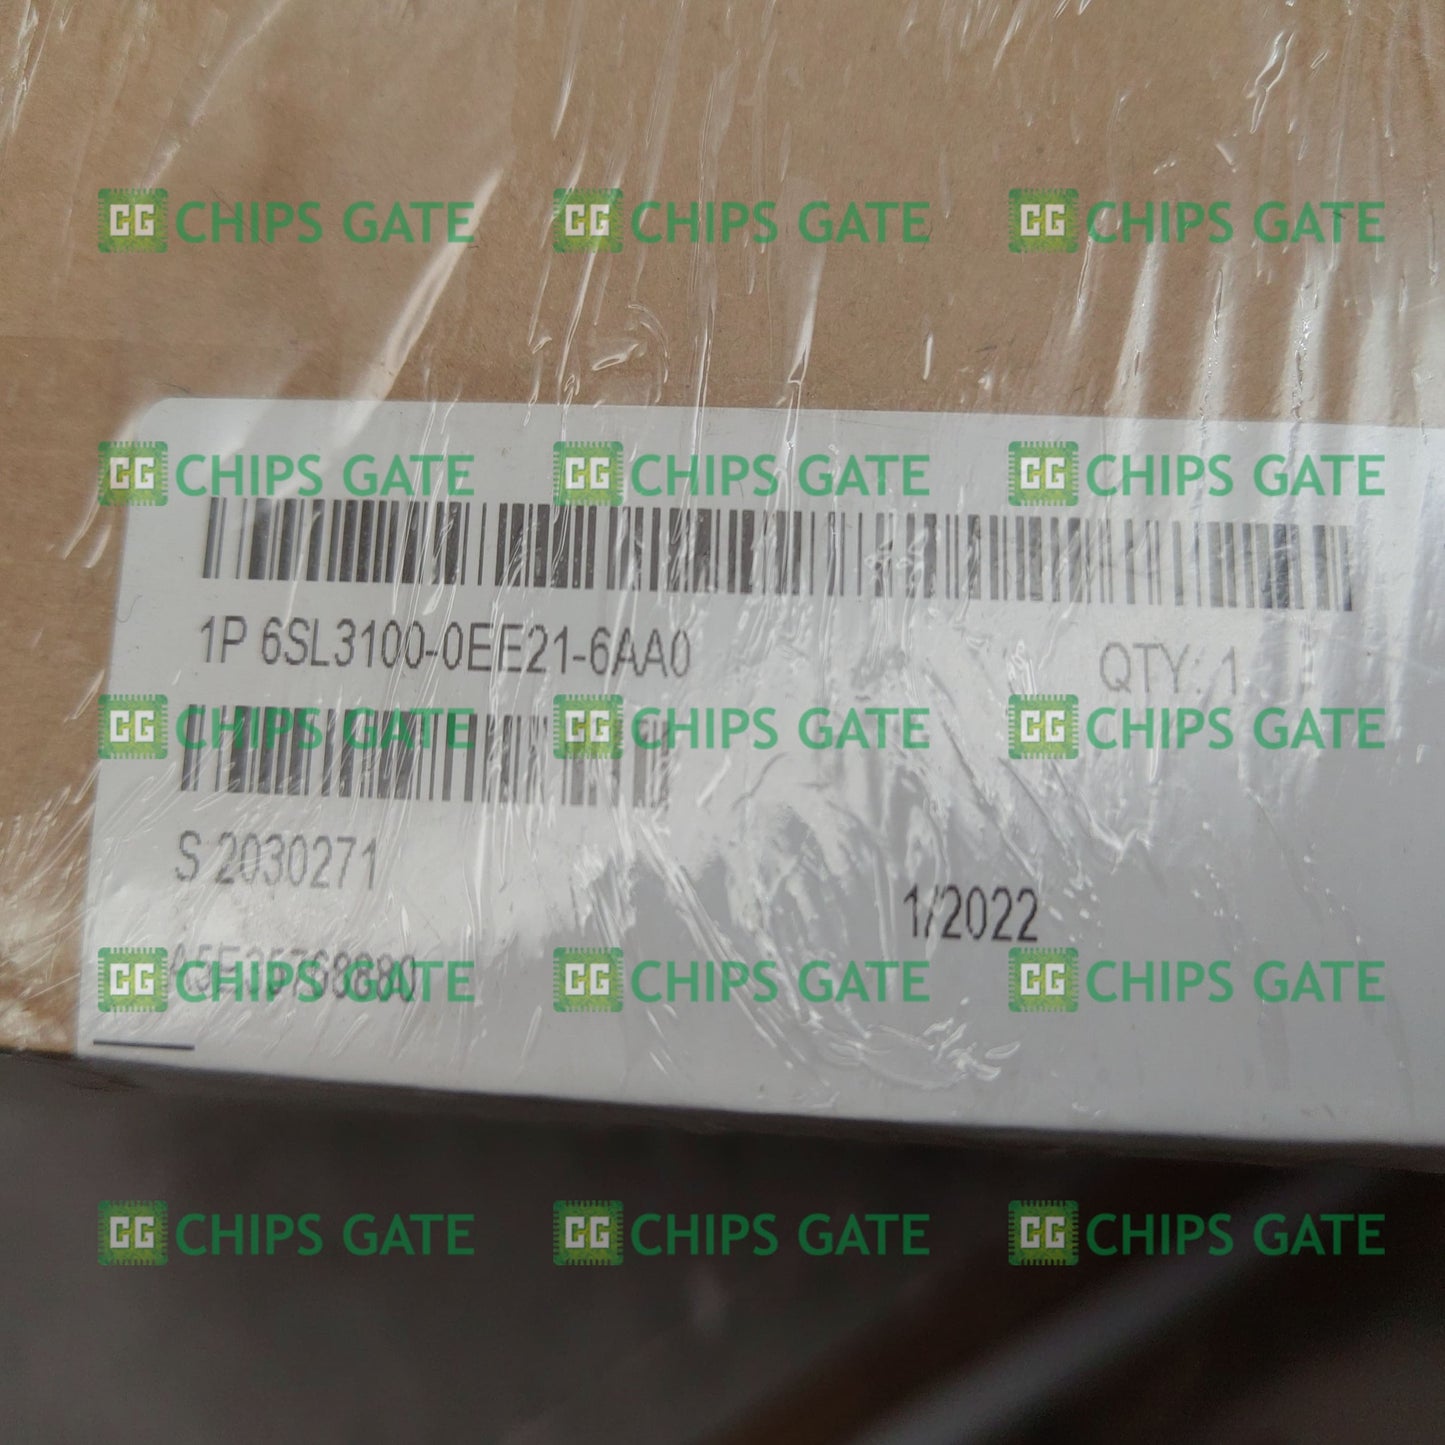 CG CHIPS GATE CG CHIPS GATE CG CHIPS GATE
CG CHIPS GATE CG CHIPS GATE CG CHIPS GATE
1P 6SL3100-0EE21-6AA0 QTY: 1
CG CHIPS GATE CG CHIPS GATE CG CHIPS GATE
S 2030271
1/2022
A5E35768880
CG CHIPS GATE CG CHIPS GATE CG CHIPS GATE
CG CHIPS GATE CG CHIPS GATE CG CHIPS GATE